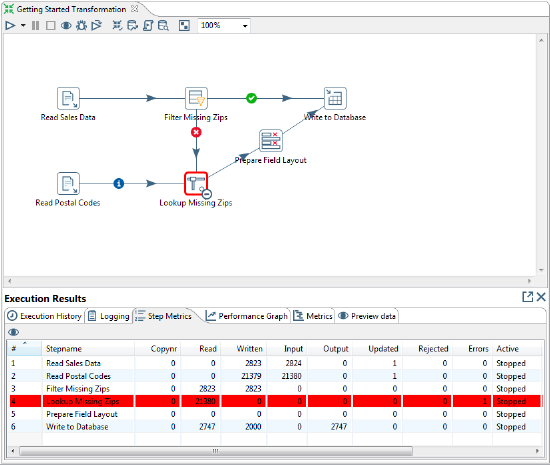 Getting Started Transformation
100%
Read Sales Data
Filter Missing Zips
Write to Database
Prepare Field Layout
Read Postal Codes
Lookup Missing Zips
Execution Results
Execution History Logging Step Metrics Performance Graph Metrics Preview data
# Stepname Copynr Read Written Input Output Updated Rejected Errors Active
1 Read Sales Data 0 0 2823 2824 0 1 0 0 Stopped
2 Read Postal Codes 0 0 21379 21380 0 1 0 0 Stopped
3 Filter Missing Zips 0 2823 2823 0 0 0 0 0 Stopped
4 Lookup Missing Zips 0 21380 0 0 0 0 0 1 Stopped
5 Prepare Field Layout 0 0 0 0 0 0 0 0 Stopped
6 Write to Database 0 2747 2000 0 2747 0 0 0 Stopped